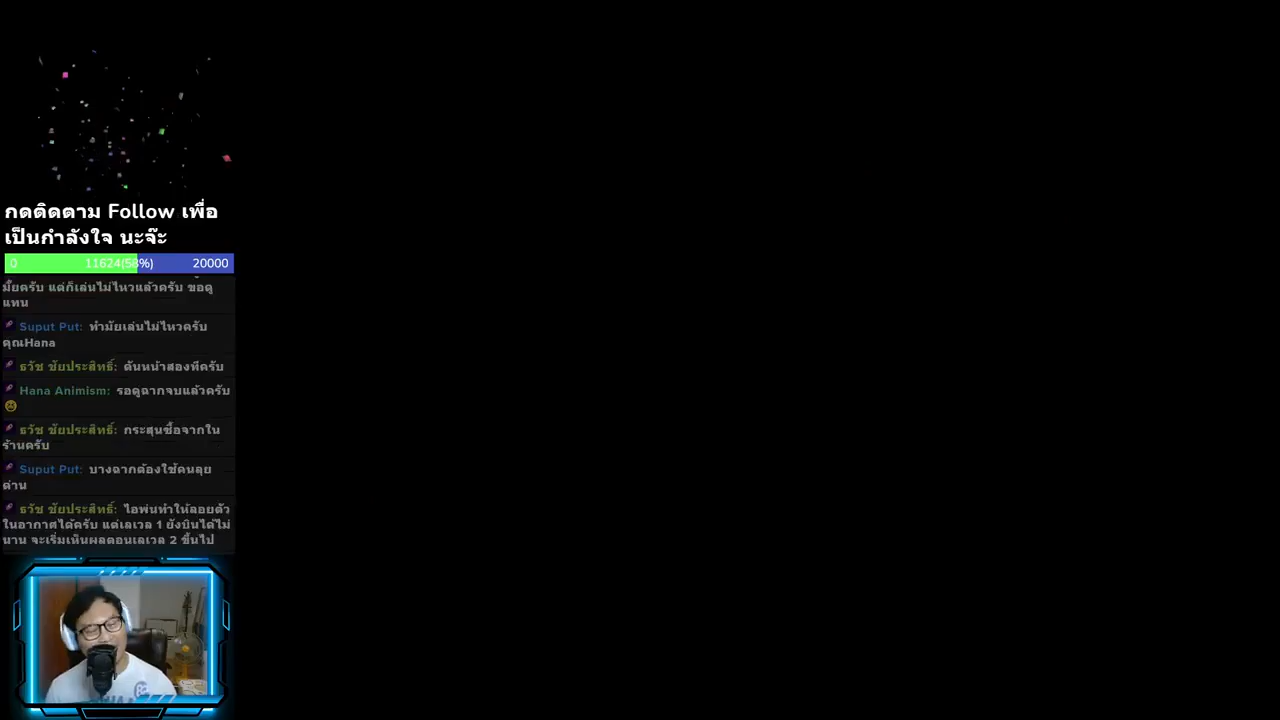 กดติดตาม Follow เพื่อ
เป็นกำลังใจ นะจ๊ะ
0 11624(58%) 20000
มั้ยครับ แต่ก็เล่นไม่ไหวแล้วครับ ขอดู
แทน
Suput Put: ทำมัยเล่นไม่ไหวครับ
คุณHana
ธวัช ชัยประสิทธิ์: ดันหน้าสองทีครับ
Hana Animism: รอดูฉากจบแล้วครับ
ธวัช ชัยประสิทธิ์: กระสุนซื้อจากใน
ร้านครับ
Suput Put: บางฉากต้องใช้คนลุย
ด่าน
ธวัช ชัยประสิทธิ์: ไอพ่นทำให้ลอยตัว
ในอากาศได้ครับ แต่เลเวล 1 ยังบินได้ไม่
นาน จะเริ่มเห็นผลตอนเลเวล 2 ขึ้นไป